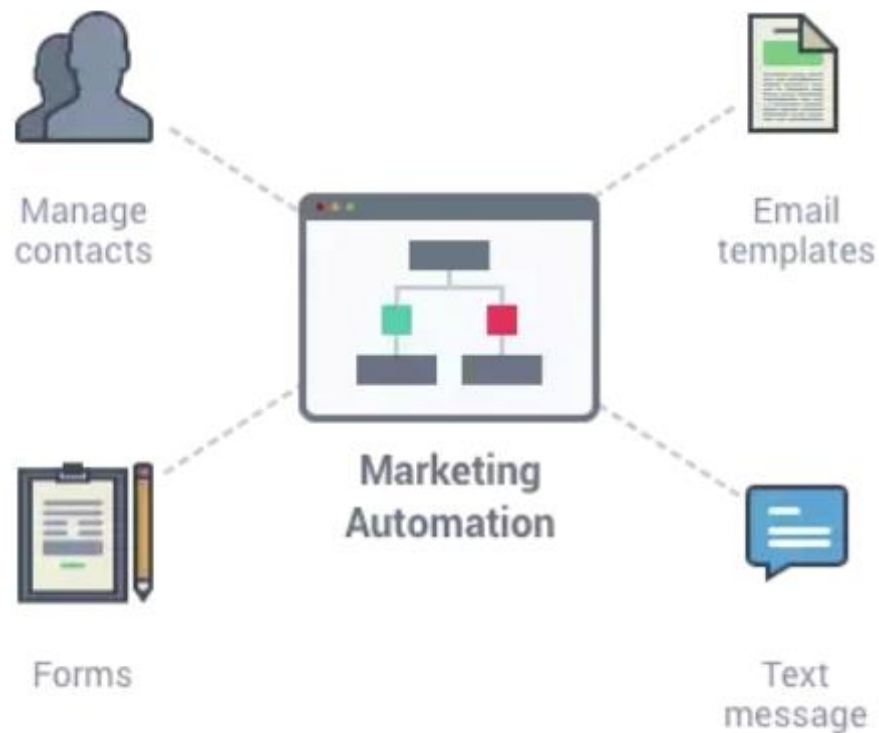 Manage
contacts
Email
templates
Marketing
Automation
Forms
Text
message